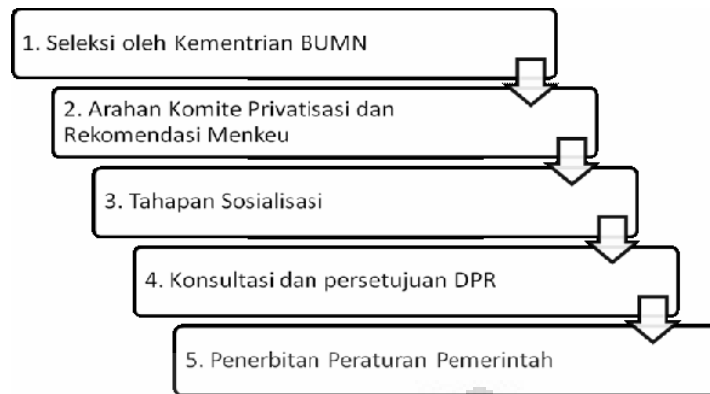 1. Seleksi oleh Kementrian BUMN
2. Arahan Komite Privatisasi dan
Rekomendasi Menkeu
3. Tahapan Sosialisasi
4. Konsultasi dan persetujuan DPR
5. Penerbitan Peraturan Pemerintah